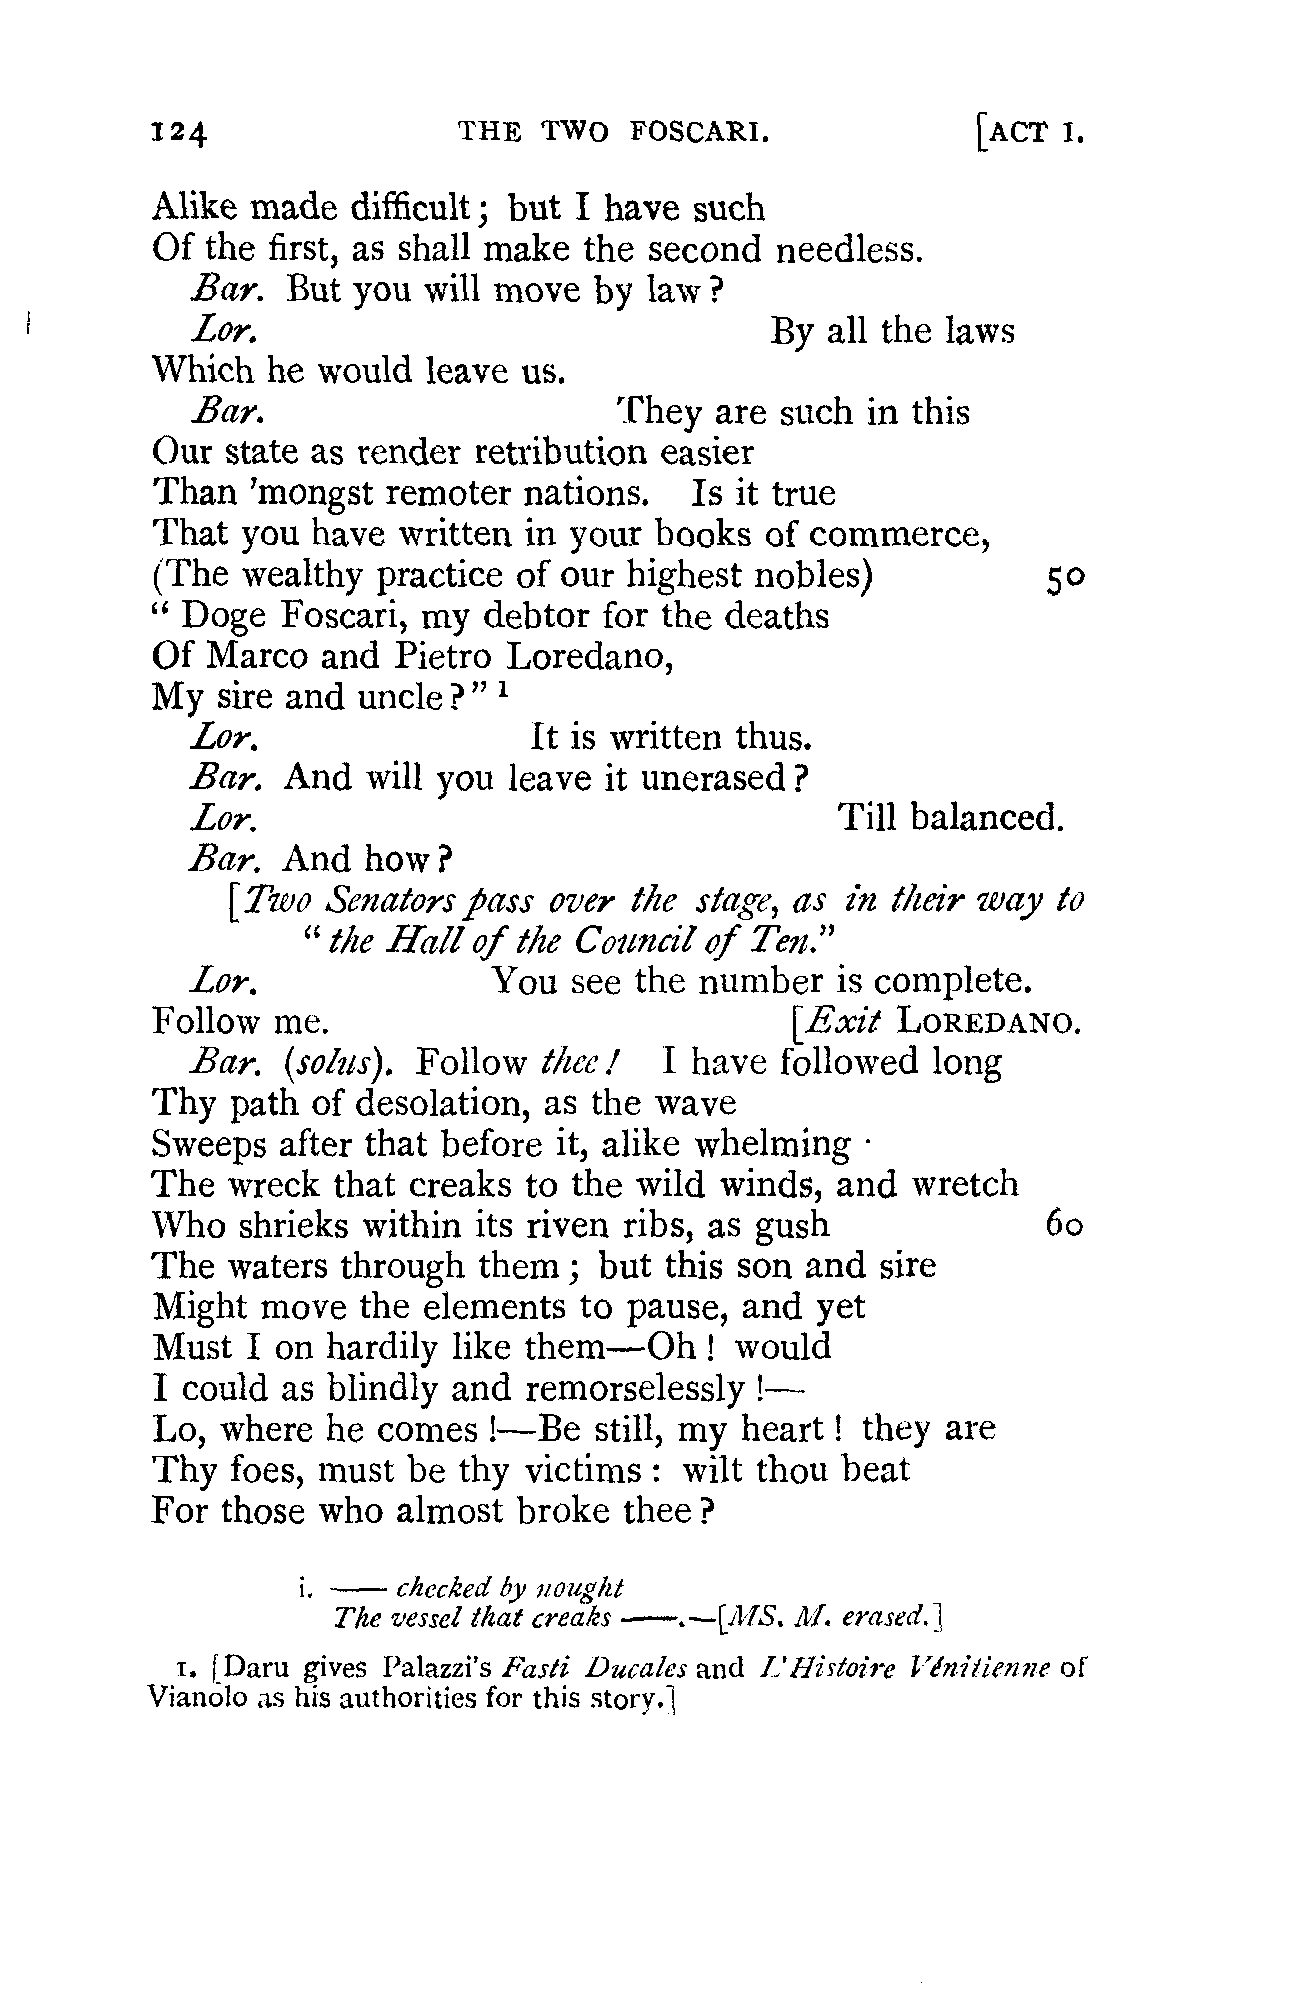 124 THE TWO FOSCARI. [ACT I.
Alike made difficult; but I have such
Of the first, as shall make the second needless.
Bar. But you will move by law?
Lor. By all the laws
Which he would leave us.
Bar. They are such in this
Our state as render retribution easier
Than 'mongst remoter nations. Is it true
That you have written in your books of commerce,
(The wealthy practice of our highest nobles) 50
"Doge Foscari, my debtor for the deaths
Of Marco and Pietro Loredano,
My sire and uncle?" 1
Lor. It is written thus.
Bar. And will you leave it unerased?
Lor. Till balanced.
Bar. And how?
[Two Senators pass over the stage, as in their way to
"the Hall of the Council of Ten."
Lor. You see the number is complete.
Follow me. [Exit LOREDANO.
Bar. (solus). Follow thee! I have followed long
Thy path of desolation, as the wave
Sweeps after that before it, alike whelming
The wreck that creaks to the wild winds, and wretch
Who shrieks within its riven ribs, as gush 60
The waters through them; but this son and sire
Might move the elements to pause, and yet
Must I on hardily like them—Oh! would
I could as blindly and remorselessly!—
Lo, where he comes!—Be still, my heart! they are
Thy foes, must be thy victims: wilt thou beat
For those who almost broke thee?
i. —— checked by nought
The vessel that creaks ——.—[MS. M. erased.]
1. [Daru gives Palazzi's Fasti Ducales and L'Histoire Vénitienne of
Vianolo as his authorities for this story.]